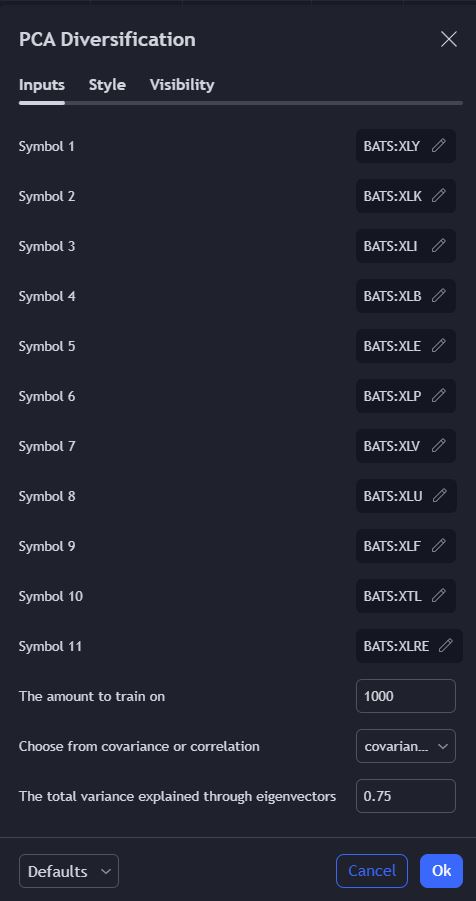 PCA Diversification
Inputs Style Visibility
Symbol 1 BATS:XLY
Symbol 2 BATS:XLK
Symbol 3 BATS:XLI
Symbol 4 BATS:XLB
Symbol 5 BATS:XLE
Symbol 6 BATS:XLP
Symbol 7 BATS:XLV
Symbol 8 BATS:XLU
Symbol 9 BATS:XLF
Symbol 10 BATS:XTL
Symbol 11 BATS:XLRE
The amount to train on 1000
Choose from covariance or correlation covarian...
The total variance explained through eigenvectors 0.75
Defaults Cancel Ok